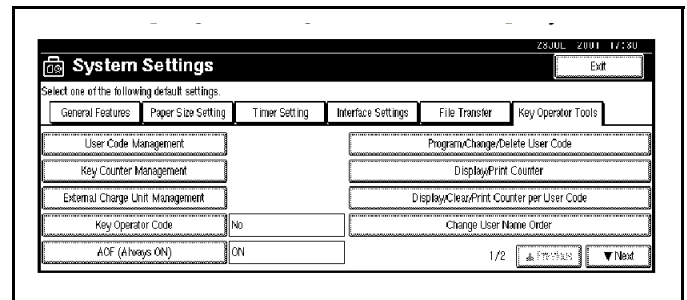 28JUL 2001 17:30
System Settings
Exit
Select one of the following default settings.
General Features Paper Size Setting Timer Setting Interface Settings File Transfer Key Operator Tools
User Code Management Program/Change/Delete User Code
Key Counter Management Display/Print Counter
External Charge Unit Management Display/Clear/Print Counter per User Code
Key Operator Code No Change User Name Order
AOF (Always ON) ON 1/2 ▲Previous ▼Next